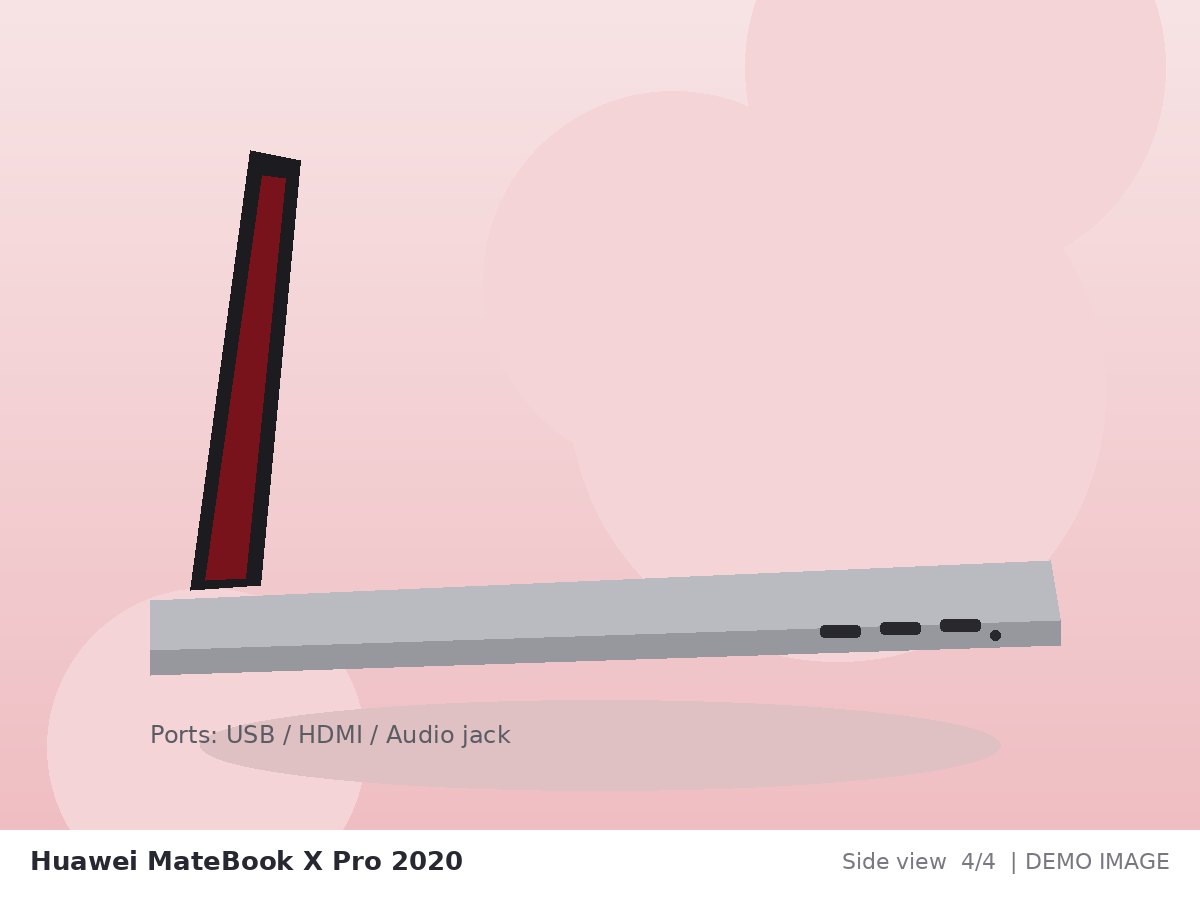 Ports: USB / HDMI / Audio jack
Huawei MateBook X Pro 2020
Side view 4/4 | DEMO IMAGE